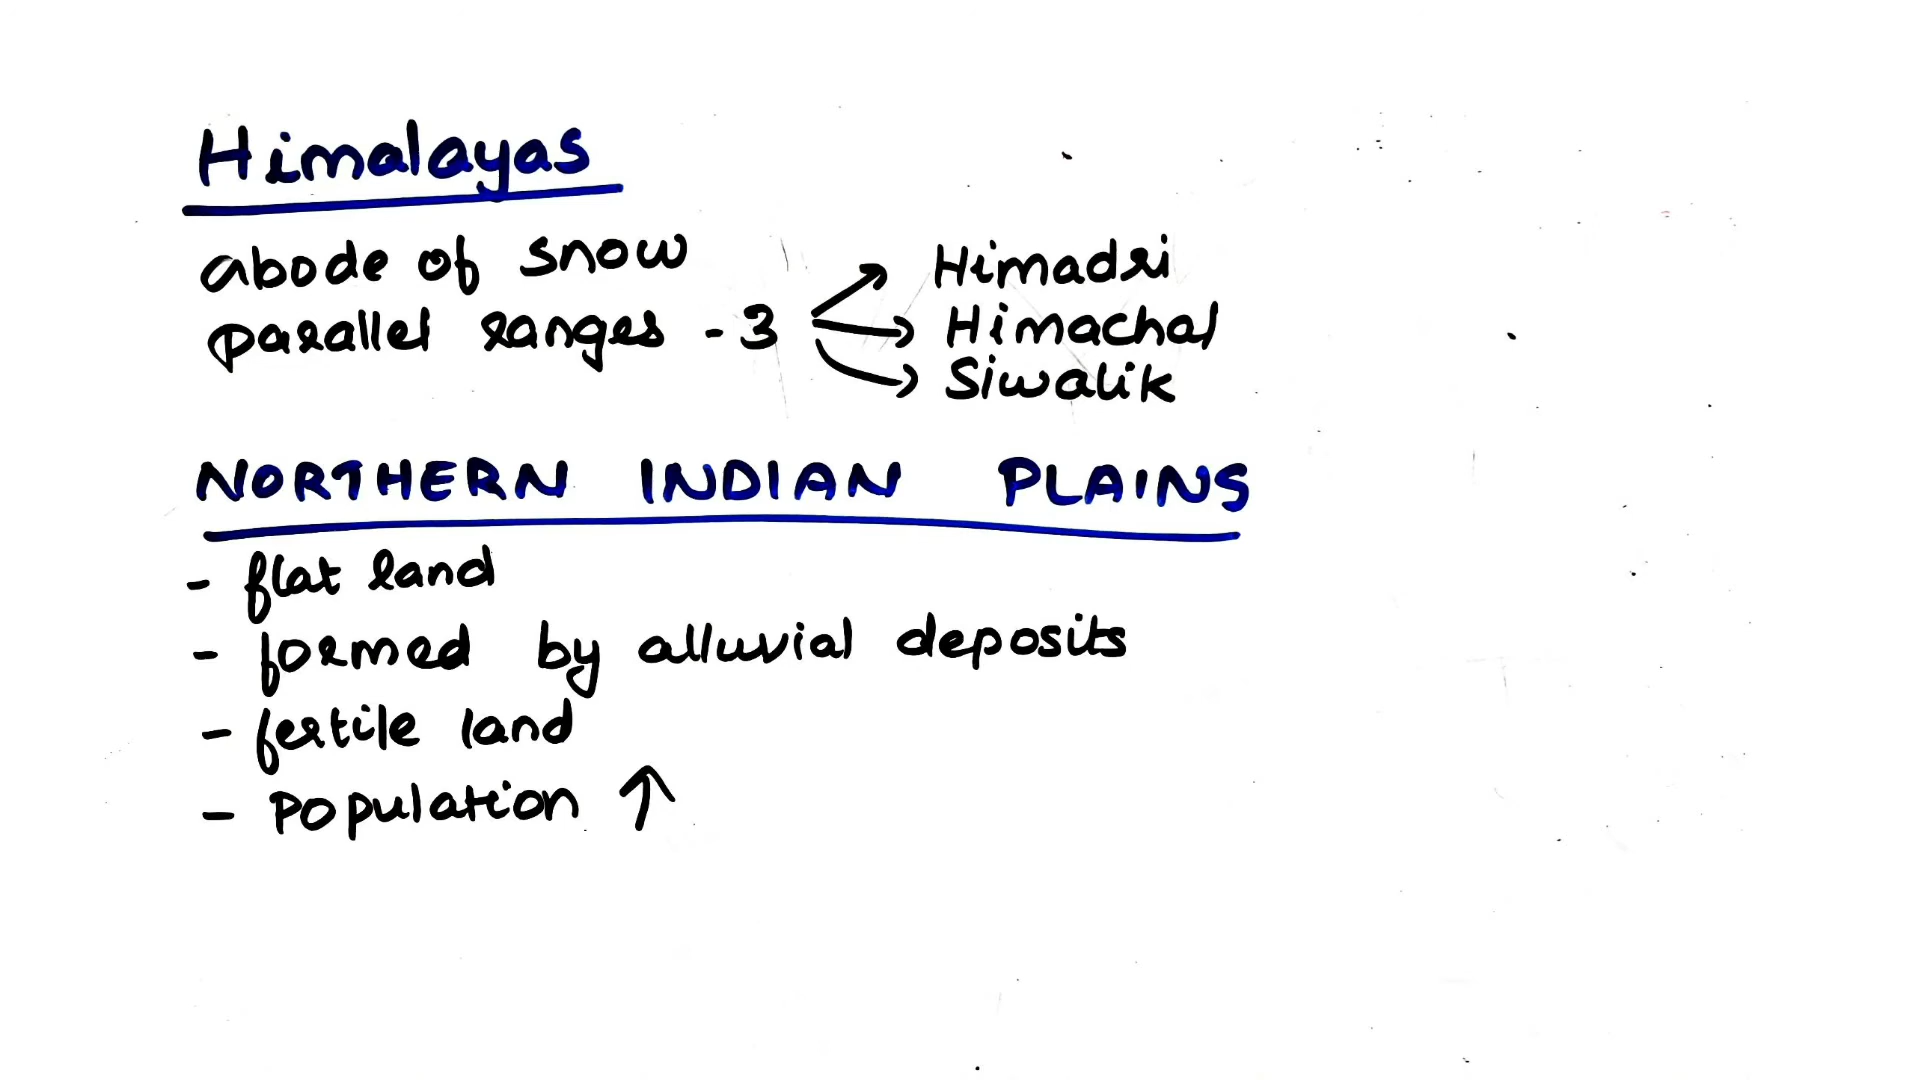 Himalayas
abode of snow
parallel ranges - 3 → Himadri
→ Himachal
→ Siwalik
NORTHERN INDIAN PLAINS
- flat land
- formed by alluvial deposits
- fertile land
- Population ↑